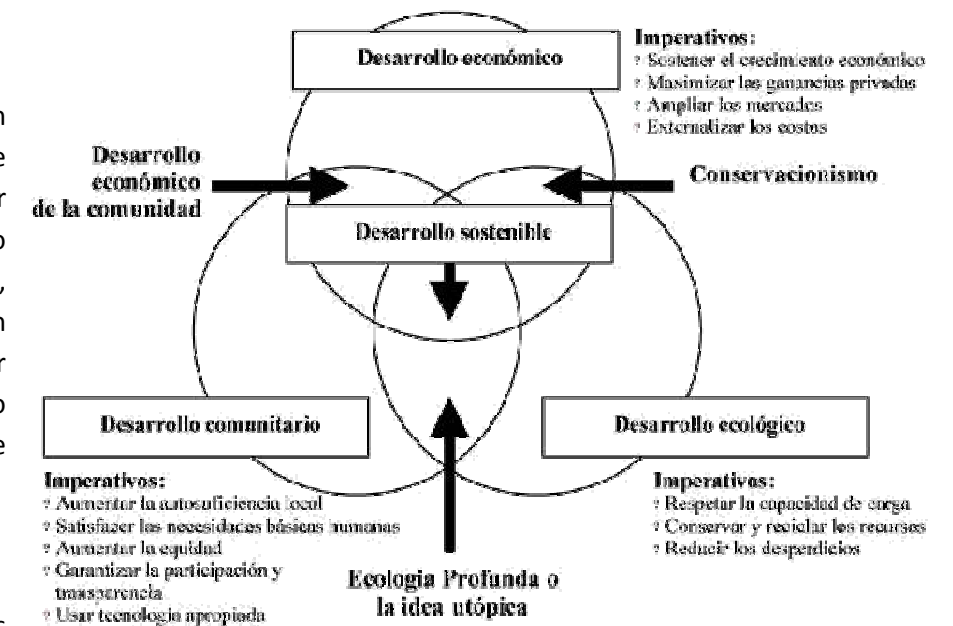 Desarrollo económico
Imperativos:
? Sostener el crecimiento económico
? Maximizar las ganancias privadas
? Ampliar los mercados
? Externalizar los costos
Desarrollo
económico
de la comunidad
Conservacionismo
Desarrollo sostenible
Desarrollo comunitario
Desarrollo ecológico
Imperativos:
? Aumentar la autosuficiencia local
? Satisfacer las necesidades básicas humanas
? Aumentar la equidad
? Garantizar la participación y
transparencia
? Usar tecnología apropiada
Imperativos:
? Respetar la capacidad de carga
? Conservar y reciclar los recursos
? Reducir los desperdicios
Ecologia Profunda o
la idea utópica